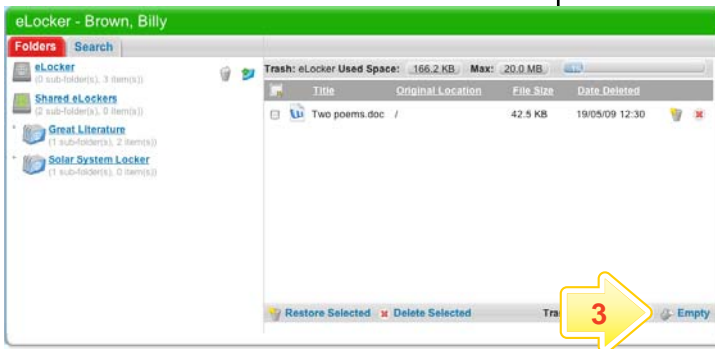 eLocker - Brown, Billy
Folders Search
eLocker
(0 sub-folder(s), 3 item(s))
Shared eLockers
(2 sub-folder(s), 0 item(s))
Great Literature
(1 sub-folder(s), 2 item(s))
Solar System Locker
(1 sub-folder(s), 0 item(s))
Trash: eLocker Used Space: 166.2 KB Max: 20.0 MB
Title Original Location File Size Date Deleted
Two poems.doc / 42.5 KB 19/05/09 12:30
Restore Selected Delete Selected Tra
3
Empty